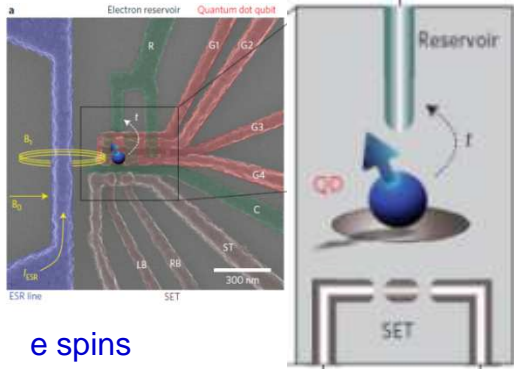 a
Electron reservoir
Quantum dot qubit
R
G1
G2
G3
G4
C
B₁
B₀
t
I_ESR
LB
RB
ST
300 nm
ESR line
SET
Reservoir
t
QD
SET
e spins